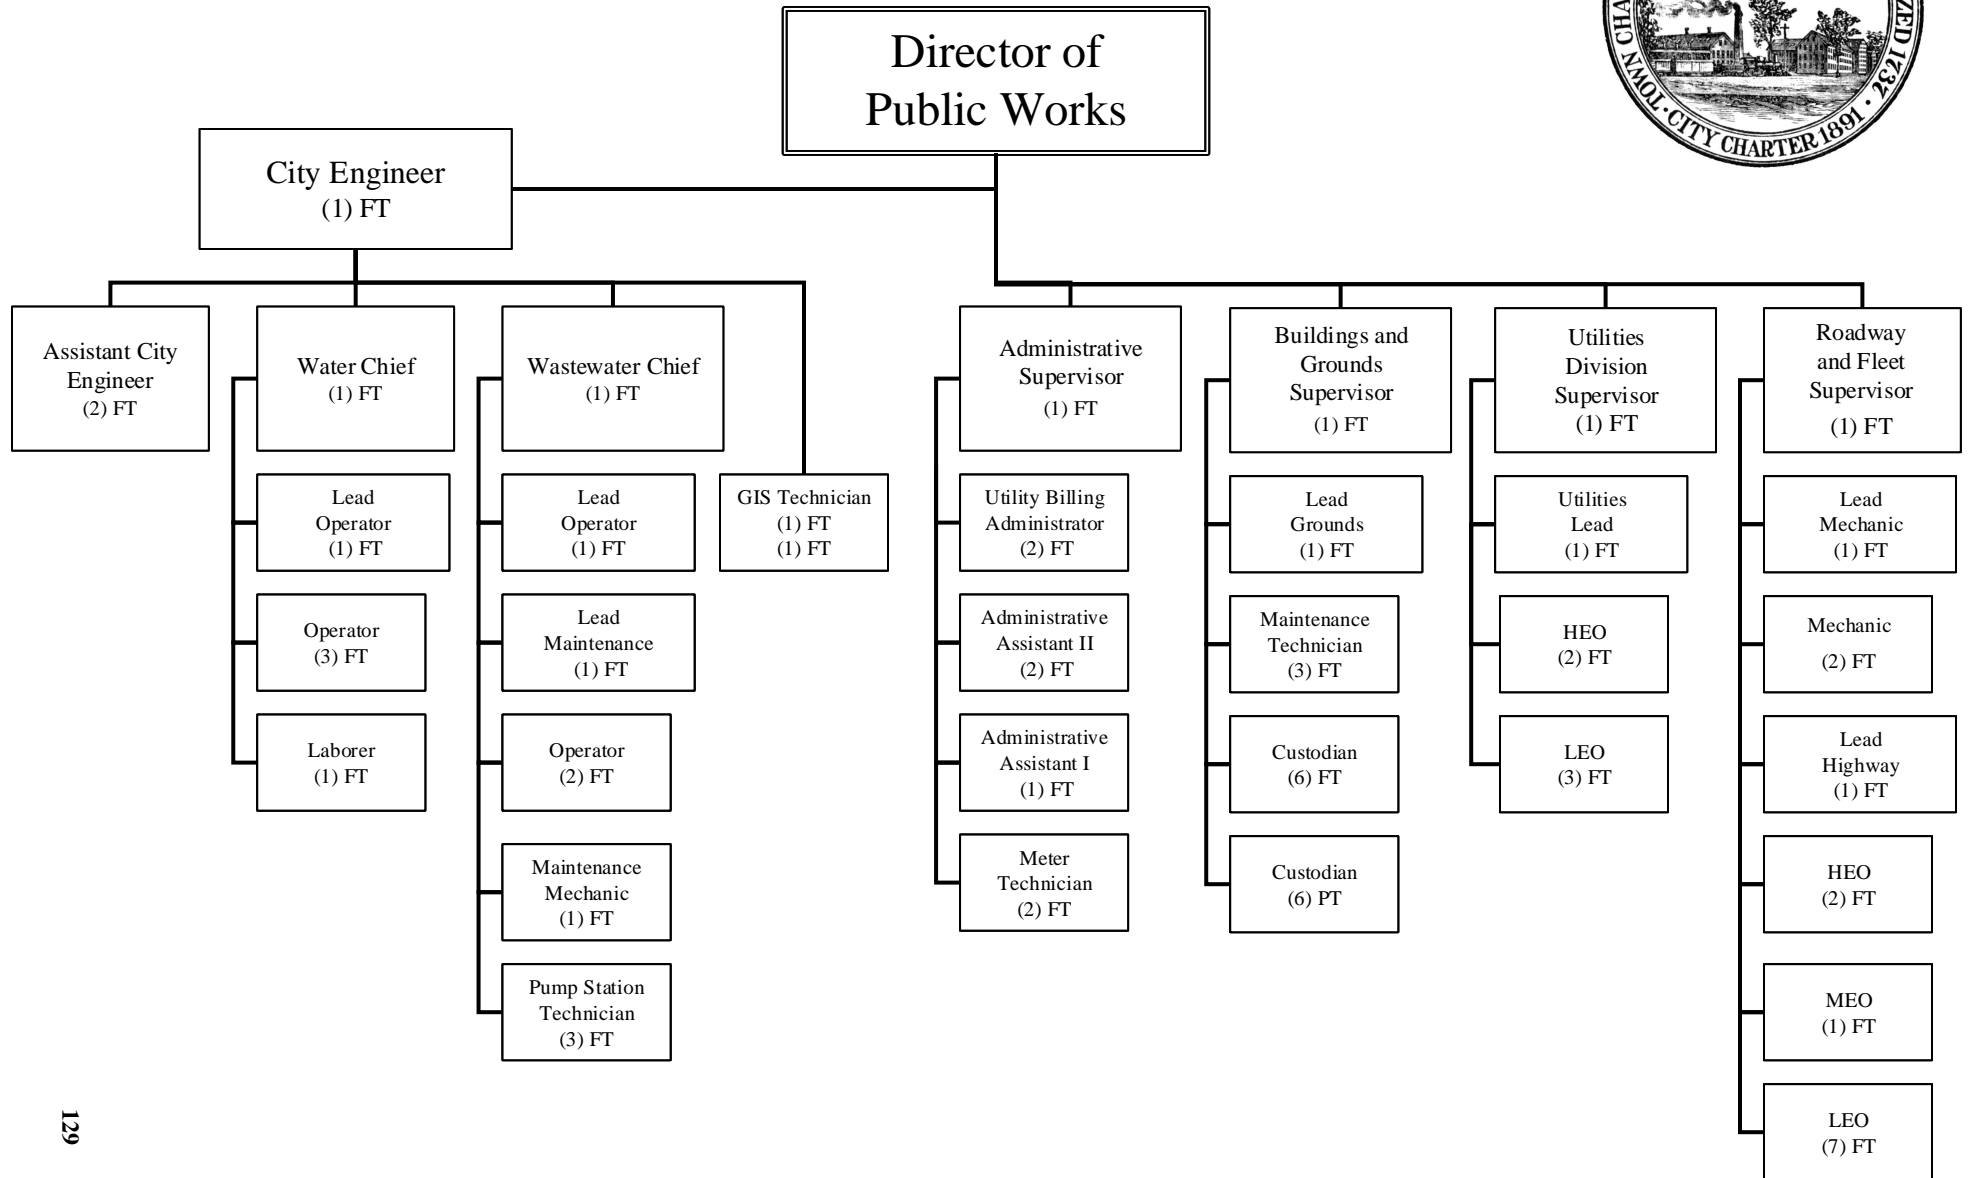 Director of
Public Works
TOWN CHA
CITY CHARTER 1891
ZED 1737
City Engineer
(1) FT
Assistant City
Engineer
(2) FT
Water Chief
(1) FT
Lead
Operator
(1) FT
Operator
(3) FT
Laborer
(1) FT
Wastewater Chief
(1) FT
Lead
Operator
(1) FT
Lead
Maintenance
(1) FT
Operator
(2) FT
Maintenance
Mechanic
(1) FT
Pump Station
Technician
(3) FT
GIS Technician
(1) FT
(1) FT
Administrative
Supervisor
(1) FT
Utility Billing
Administrator
(2) FT
Administrative
Assistant II
(2) FT
Administrative
Assistant I
(1) FT
Meter
Technician
(2) FT
Buildings and
Grounds
Supervisor
(1) FT
Lead
Grounds
(1) FT
Maintenance
Technician
(3) FT
Custodian
(6) FT
Custodian
(6) PT
Utilities
Division
Supervisor
(1) FT
Utilities
Lead
(1) FT
HEO
(2) FT
LEO
(3) FT
Roadway
and Fleet
Supervisor
(1) FT
Lead
Mechanic
(1) FT
Mechanic
(2) FT
Lead
Highway
(1) FT
HEO
(2) FT
MEO
(1) FT
LEO
(7) FT
129